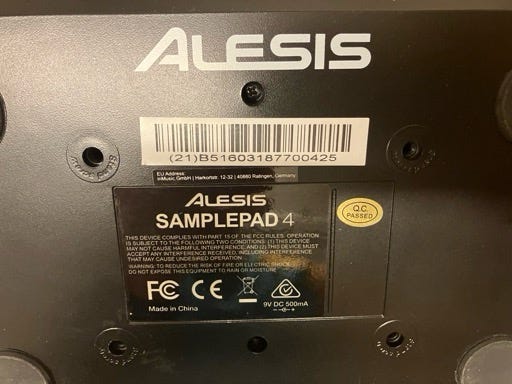 ALESIS
(21)B51603187700425
EU Address:
inMusic GmbH | Harkortstr. 12-32 | 40880 Ratingen, Germany
ALESIS
SAMPLEPAD 4
Q.C.
PASSED
THIS DEVICE COMPLIES WITH PART 15 OF THE FCC RULES. OPERATION
IS SUBJECT TO THE FOLLOWING TWO CONDITIONS: (1) THIS DEVICE MAY
NOT CAUSE HARMFUL INTERFERENCE, AND (2) THIS DEVICE MUST
ACCEPT ANY INTERFERENCE RECEIVED, INCLUDING INTERFERENCE
THAT MAY CAUSE UNDESIRED OPERATION.
WARNING: TO REDUCE THE RISK OF FIRE OR ELECTRIC SHOCK
DO NOT EXPOSE THIS EQUIPMENT TO RAIN OR MOISTURE
FC CE
9V DC 500mA
Made in China